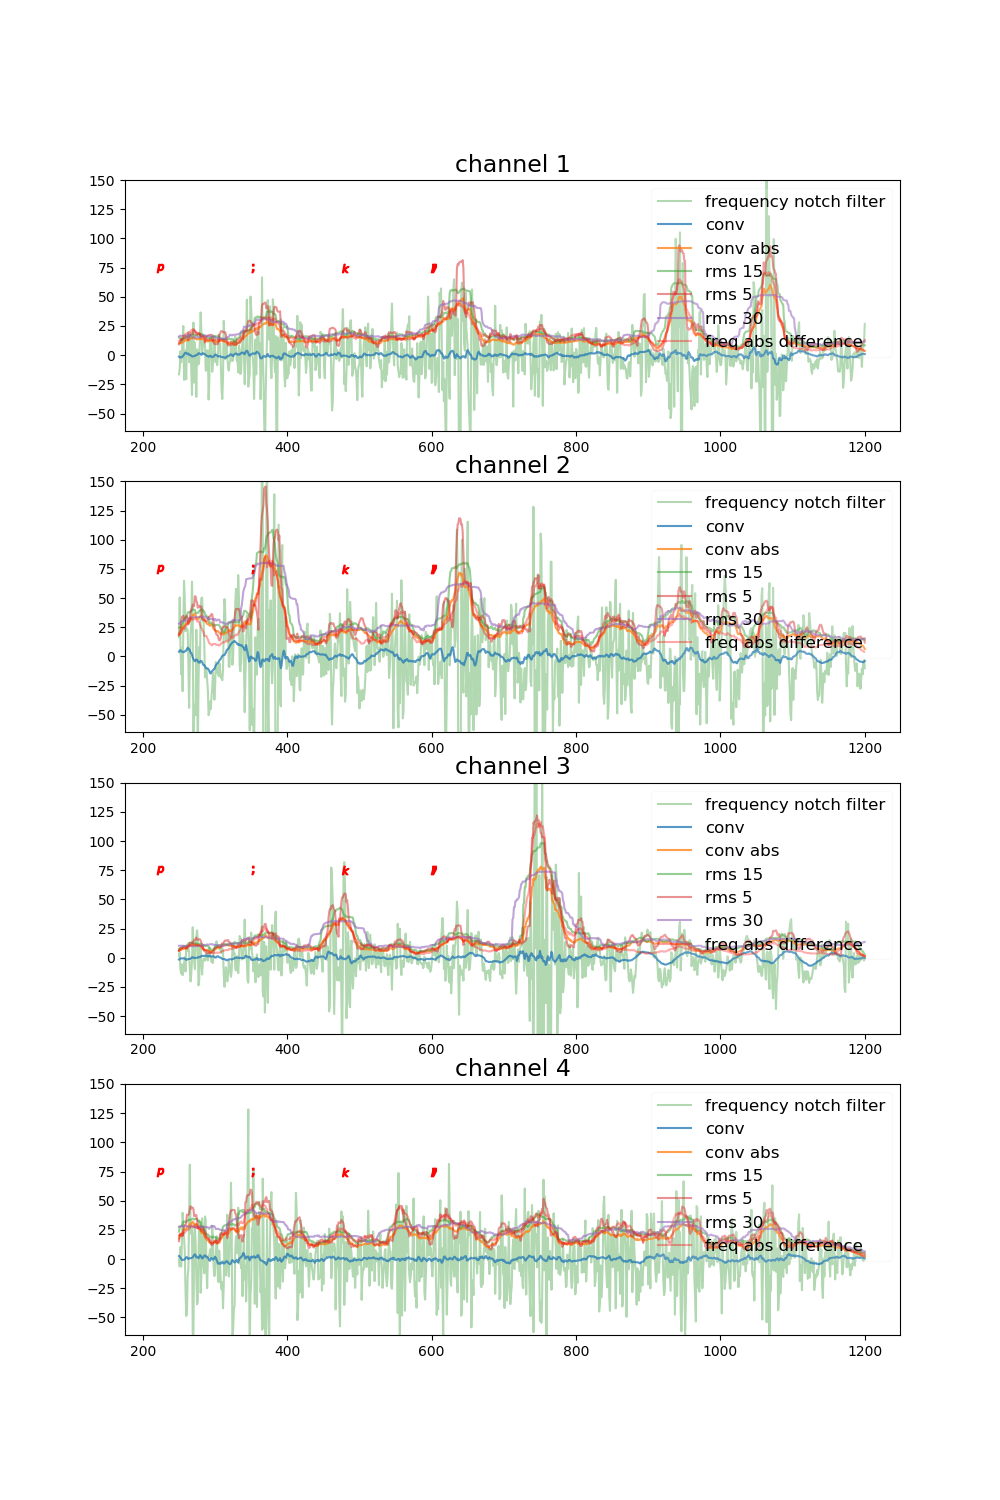 channel 1
150
125
100
75
50
25
0
−25
−50
p ; k
frequency notch filter
conv
conv abs
rms 15
rms 5
rms 30
freq abs difference
200 400 600 800 1000 1200
channel 2
150
125
100
75
50
25
0
−25
−50
p ; k
frequency notch filter
conv
conv abs
rms 15
rms 5
rms 30
freq abs difference
200 400 600 800 1000 1200
channel 3
150
125
100
75
50
25
0
−25
−50
p ; k
frequency notch filter
conv
conv abs
rms 15
rms 5
rms 30
freq abs difference
200 400 600 800 1000 1200
channel 4
150
125
100
75
50
25
0
−25
−50
p ; k
frequency notch filter
conv
conv abs
rms 15
rms 5
rms 30
freq abs difference
200 400 600 800 1000 1200